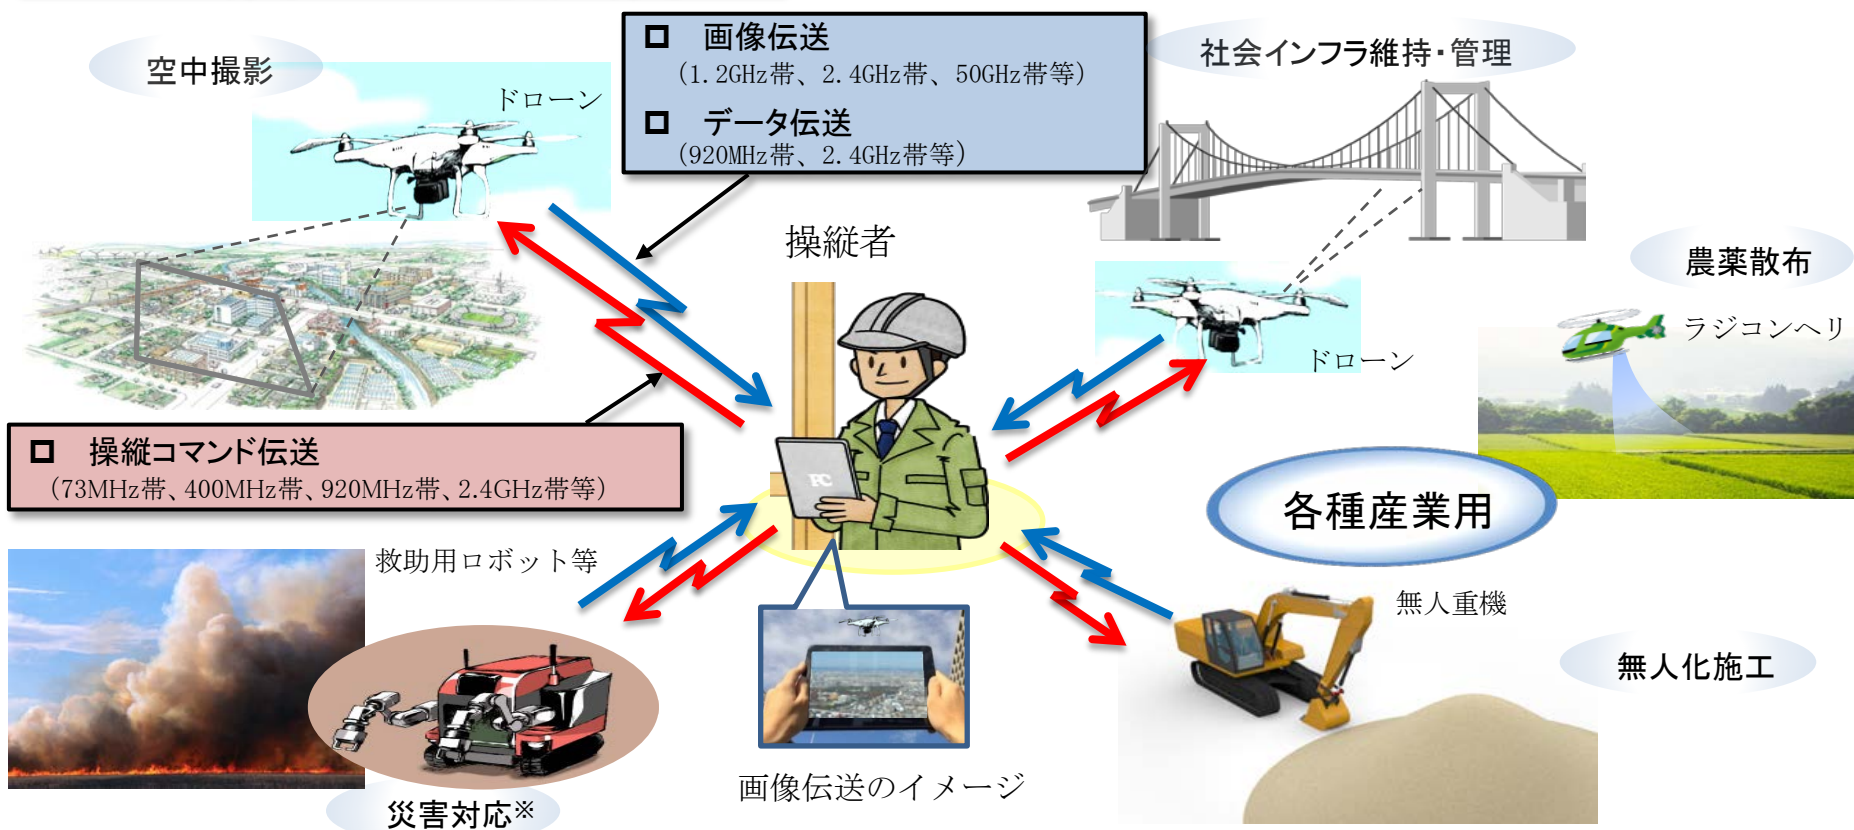 空中撮影
ドローン
□ 画像伝送
（1.2GHz帯、2.4GHz帯、50GHz帯等）
□ データ伝送
（920MHz帯、2.4GHz帯等）
社会インフラ維持・管理
操縦者
ドローン
農薬散布
ラジコンヘリ
□ 操縦コマンド伝送
（73MHz帯、400MHz帯、920MHz帯、2.4GHz帯等）
PC
各種産業用
救助用ロボット等
無人重機
無人化施工
災害対応※
画像伝送のイメージ